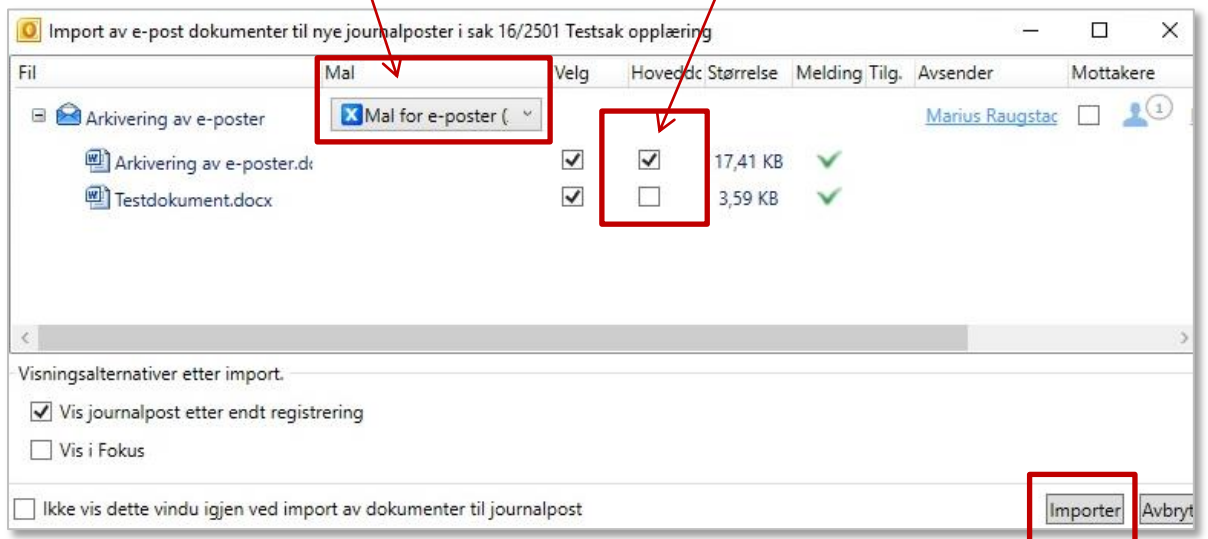 Import av e-post dokumenter til nye journalposter i sak 16/2501 Testsak opplæring
Fil Mal Velg Hoveddc Størrelse Melding Tilg. Avsender Mottakere
Arkivering av e-poster Mal for e-poster ( Marius Raugstac 1
Arkivering av e-poster.dc 17,41 KB
Testdokument.docx 3,59 KB
Visningsalternativer etter import.
Vis journalpost etter endt registrering
Vis i Fokus
Ikke vis dette vindu igjen ved import av dokumenter til journalpost
Importer Avbryt